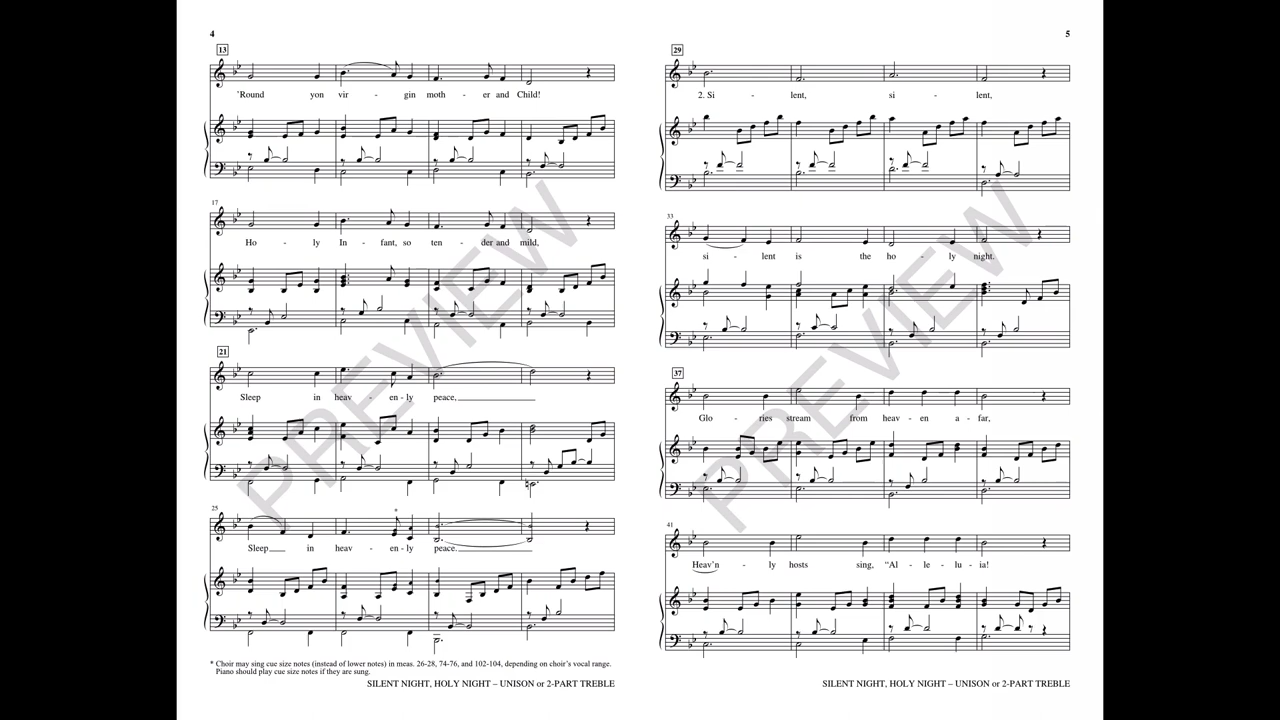 4
13
'Round yon vir - gin moth - er and Child!
17
Ho - ly In - fant, so ten - der and mild,
21
Sleep in heav - en - ly peace,
25
*
Sleep in heav - en - ly peace.
* Choir may sing cue size notes (instead of lower notes) in meas. 26-28, 74-76, and 102-104, depending on choir's vocal range.
Piano should play cue size notes if they are sung.
SILENT NIGHT, HOLY NIGHT – UNISON or 2-PART TREBLE
PREVIEW
5
29
2. Si - lent, si - lent,
33
si - lent is the ho - ly night.
37
Glo - ries stream from heav - en a - far,
41
Heav'n - ly hosts sing, “Al - le - lu - ia!
SILENT NIGHT, HOLY NIGHT – UNISON or 2-PART TREBLE
PREVIEW